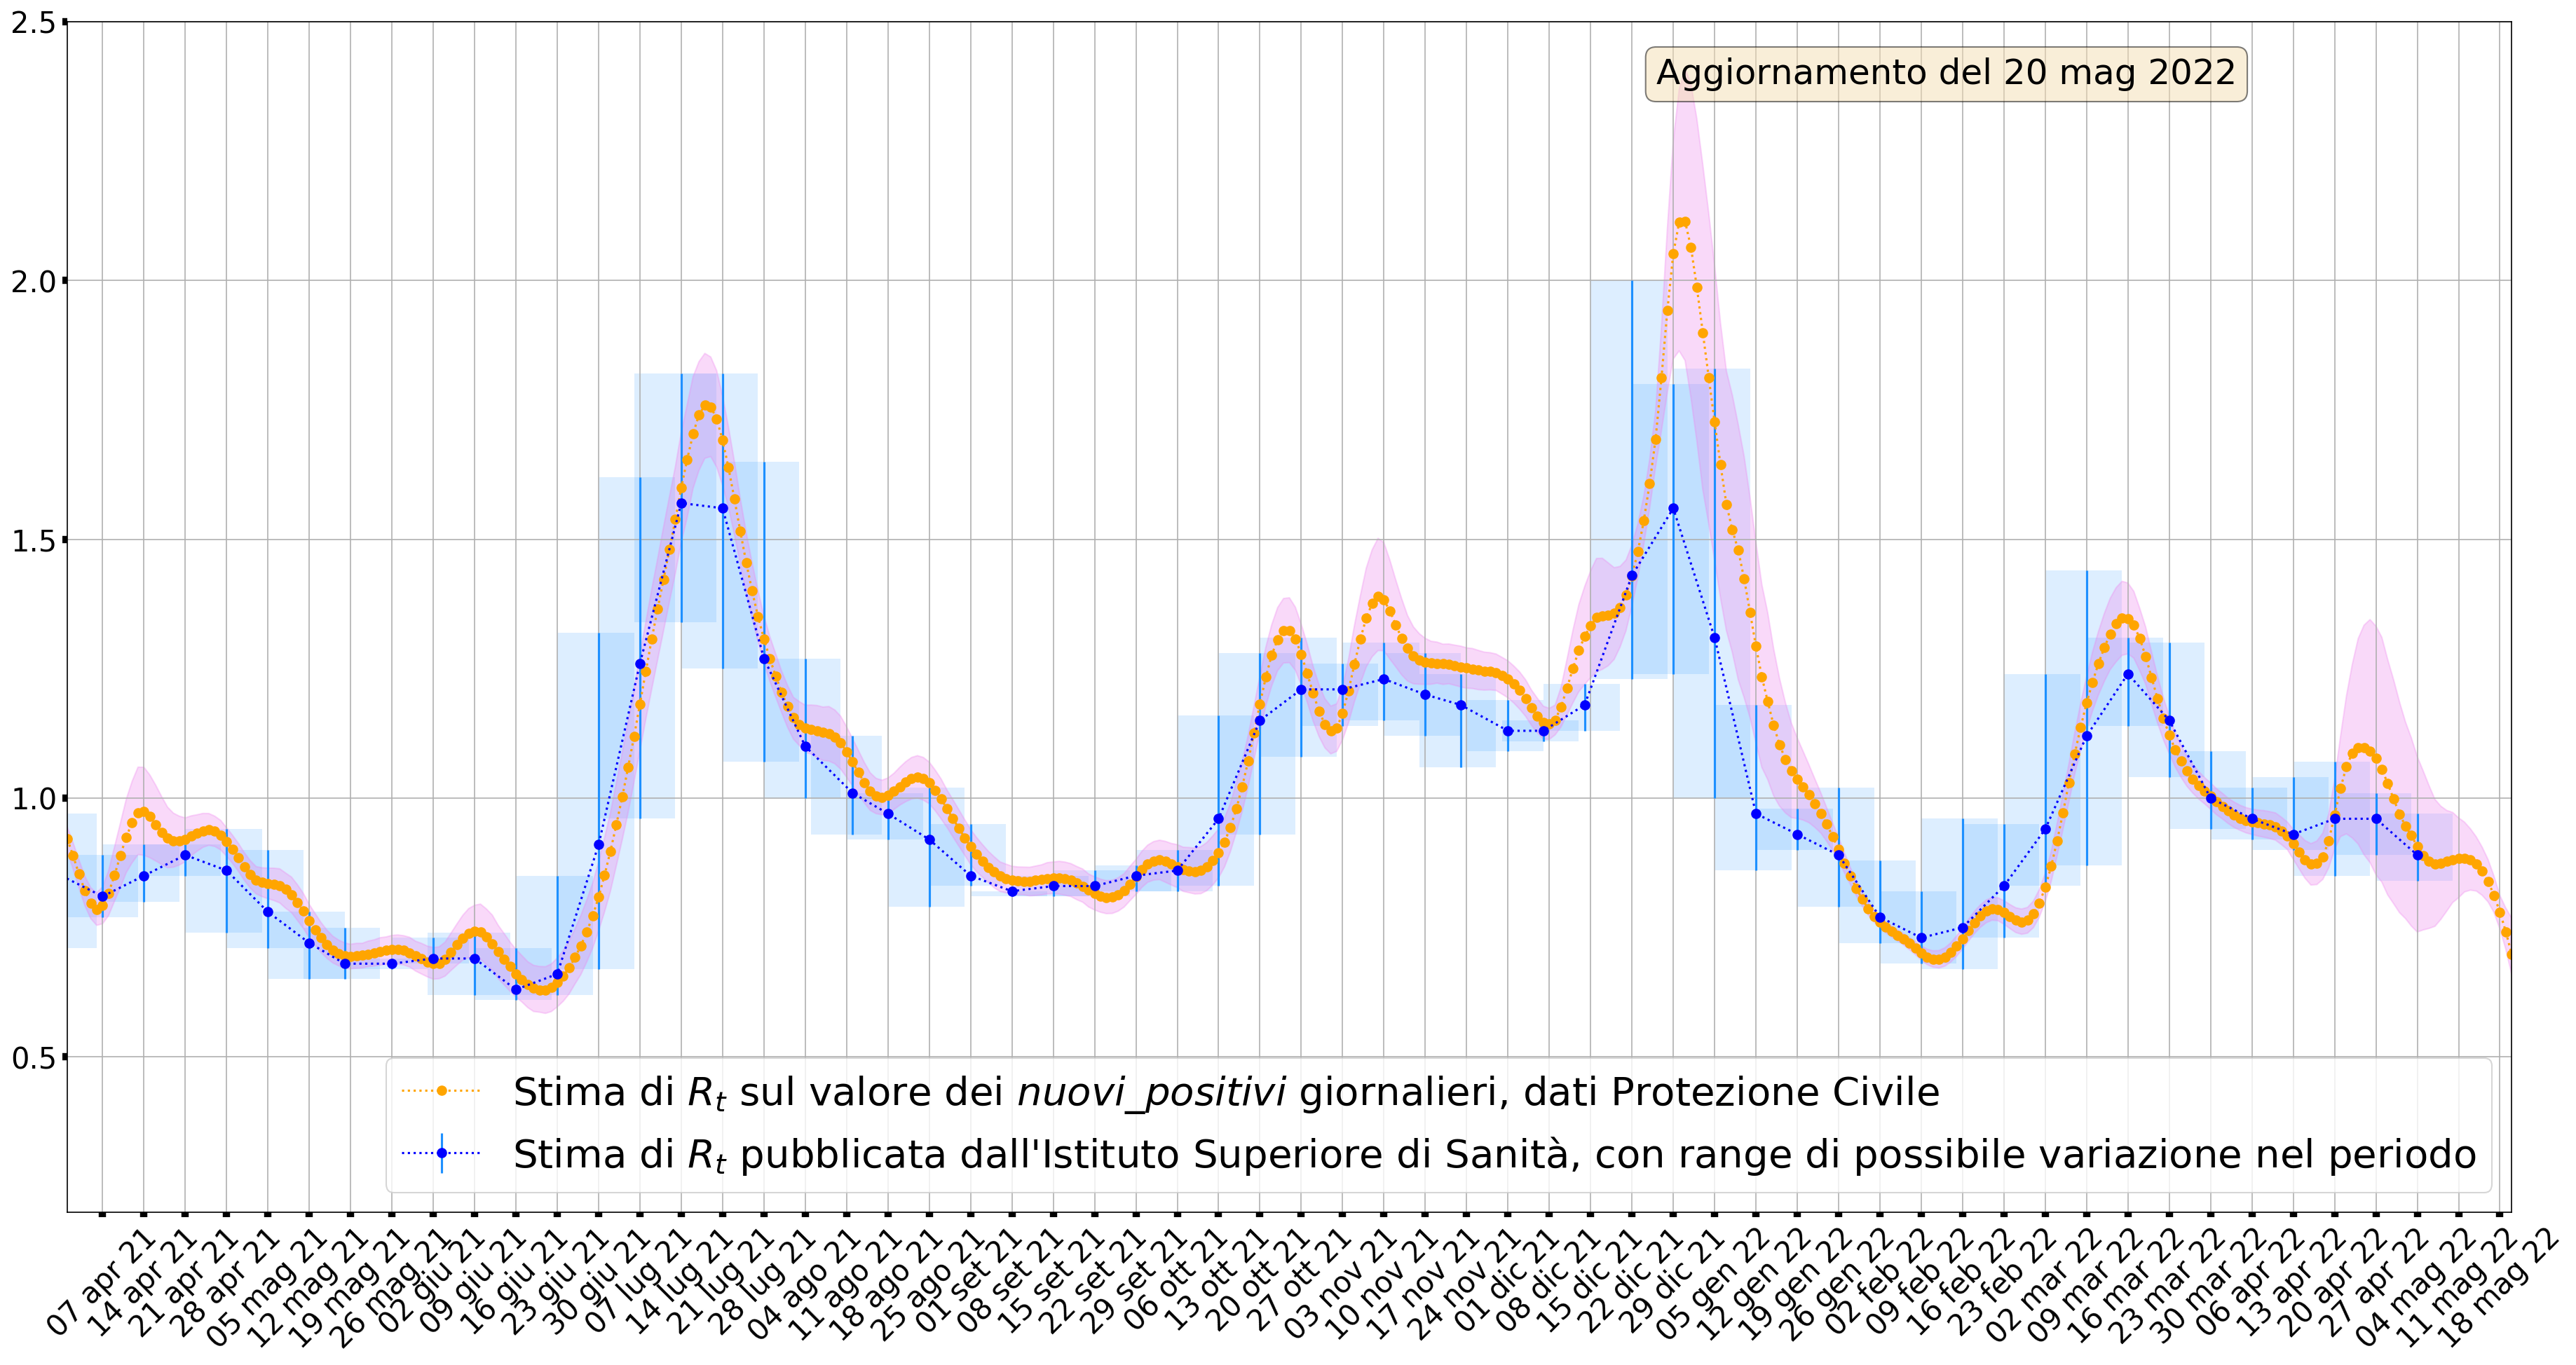 2.5
Aggiornamento del 20 mag 2022
2.0
1.5
1.0
0.5
Stima di Rt sul valore dei nuovi_positivi giornalieri, dati Protezione Civile
Stima di Rt pubblicata dall'Istituto Superiore di Sanità, con range di possibile variazione nel periodo
07 apr 21
14 apr 21
21 apr 21
28 apr 21
05 mag 21
12 mag 21
19 mag 21
26 mag 21
02 giu 21
09 giu 21
16 giu 21
23 giu 21
30 giu 21
07 lug 21
14 lug 21
21 lug 21
28 lug 21
04 ago 21
11 ago 21
18 ago 21
25 ago 21
01 set 21
08 set 21
15 set 21
22 set 21
29 set 21
06 ott 21
13 ott 21
20 ott 21
27 ott 21
03 nov 21
10 nov 21
17 nov 21
24 nov 21
01 dic 21
08 dic 21
15 dic 21
22 dic 21
29 dic 21
05 gen 22
12 gen 22
19 gen 22
26 gen 22
02 feb 22
09 feb 22
16 feb 22
23 feb 22
02 mar 22
09 mar 22
16 mar 22
23 mar 22
30 mar 22
06 apr 22
13 apr 22
20 apr 22
27 apr 22
04 mag 22
11 mag 22
18 mag 22